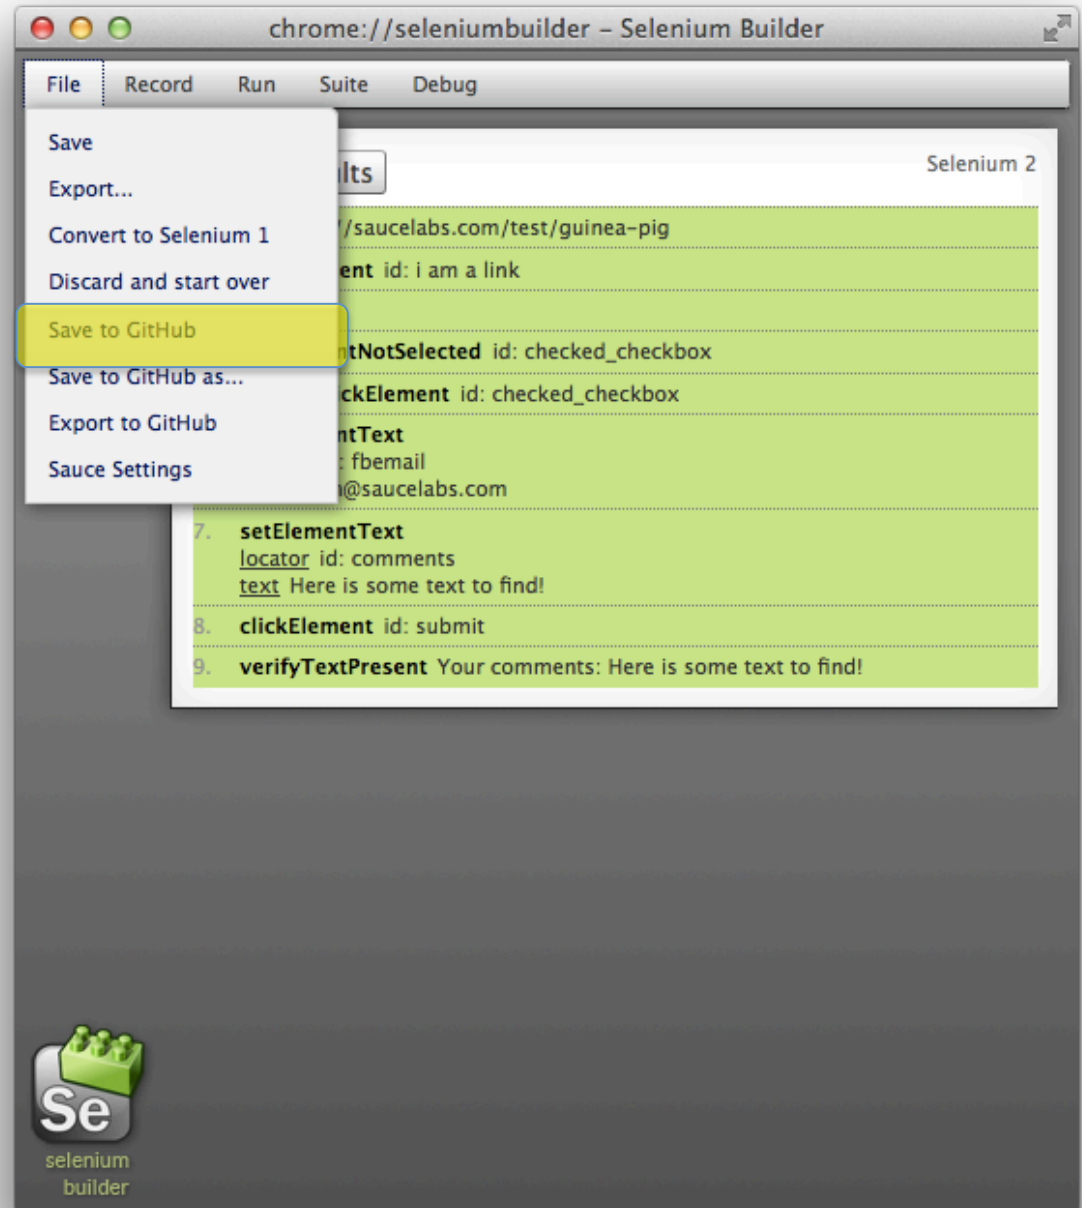 chrome://seleniumbuilder – Selenium Builder
File Record Run Suite Debug
Save
Export...
Convert to Selenium 1
Discard and start over
Save to GitHub
Save to GitHub as...
Export to GitHub
Sauce Settings
lts
Selenium 2
//saucelabs.com/test/guinea-pig
ent id: i am a link
ntNotSelected id: checked_checkbox
ckElement id: checked_checkbox
ntText
: fbemail
@saucelabs.com
7. setElementText
locator id: comments
text Here is some text to find!
8. clickElement id: submit
9. verifyTextPresent Your comments: Here is some text to find!
Se
selenium
builder